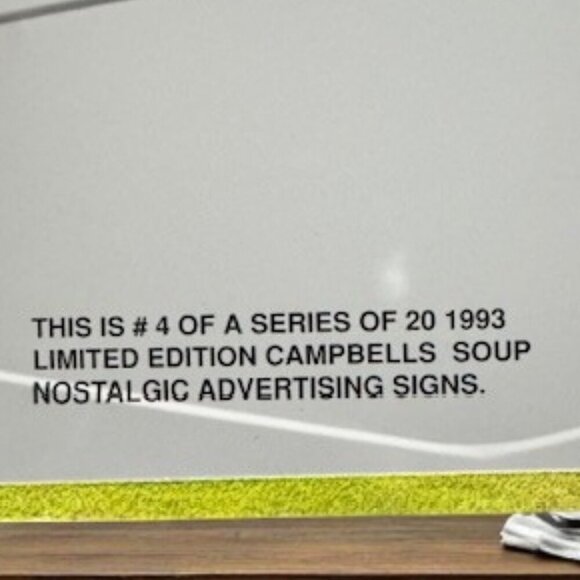 THIS IS # 4 OF A SERIES OF 20 1993
LIMITED EDITION CAMPBELLS  SOUP
NOSTALGIC ADVERTISING SIGNS.